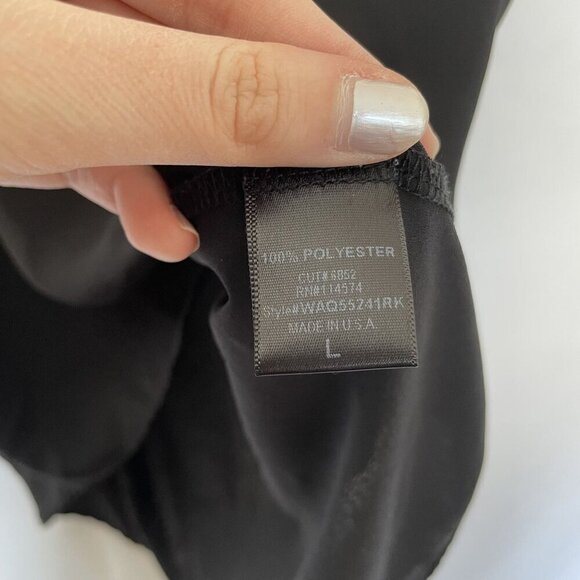 100% POLYESTER
CUT# 6852
RN#114574
Style#WAQ55241RK
MADE IN U.S.A.
L